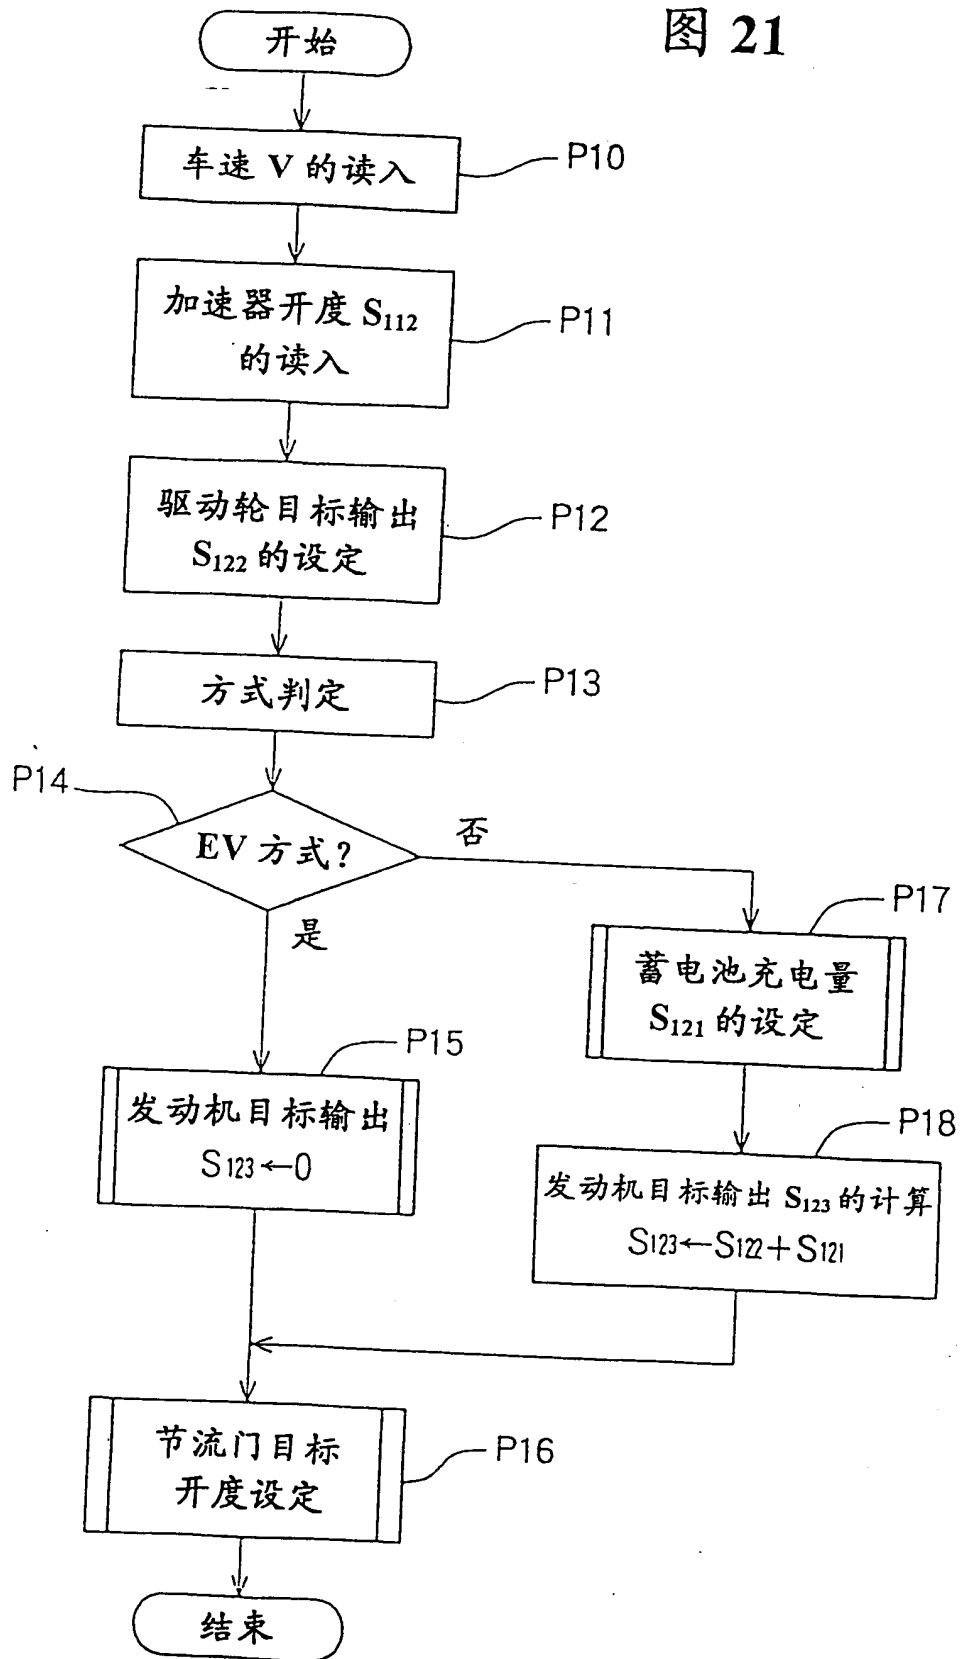 图 21
开始
车速 V 的读入
P10
加速器开度 S112
的读入
P11
驱动轮目标输出
S122 的设定
P12
方式判定
P13
P14
EV 方式?
否
是
P17
蓄电池充电量
S121 的设定
P15
发动机目标输出
S123←0
P18
发动机目标输出 S123 的计算
S123←S122+S121
节流门目标
开度设定
P16
结束